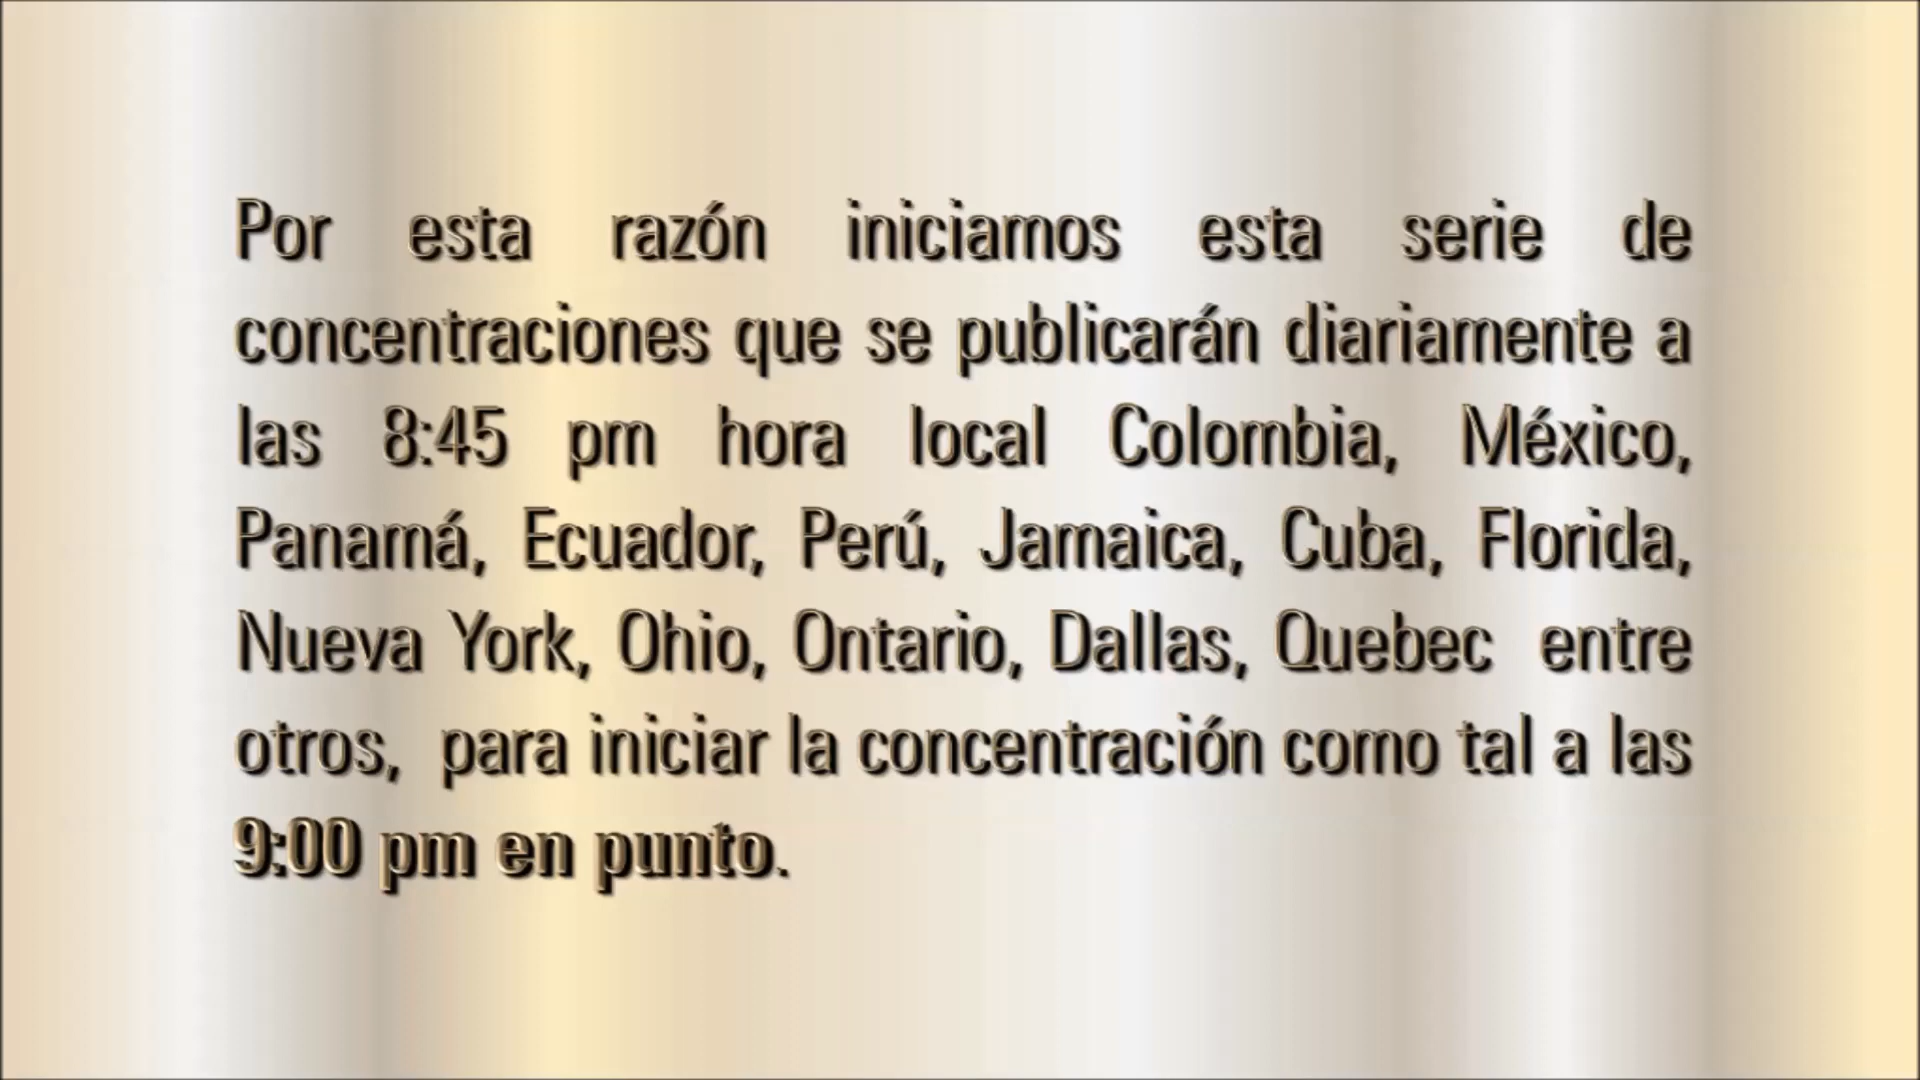 Por esta razón iniciamos esta serie de
concentraciones que se publicarán diariamente a
las 8:45 pm hora local Colombia, México,
Panamá, Ecuador, Perú, Jamaica, Cuba, Florida,
Nueva York, Ohio, Ontario, Dallas, Quebec entre
otros, para iniciar la concentración como tal a las
9:00 pm en punto.